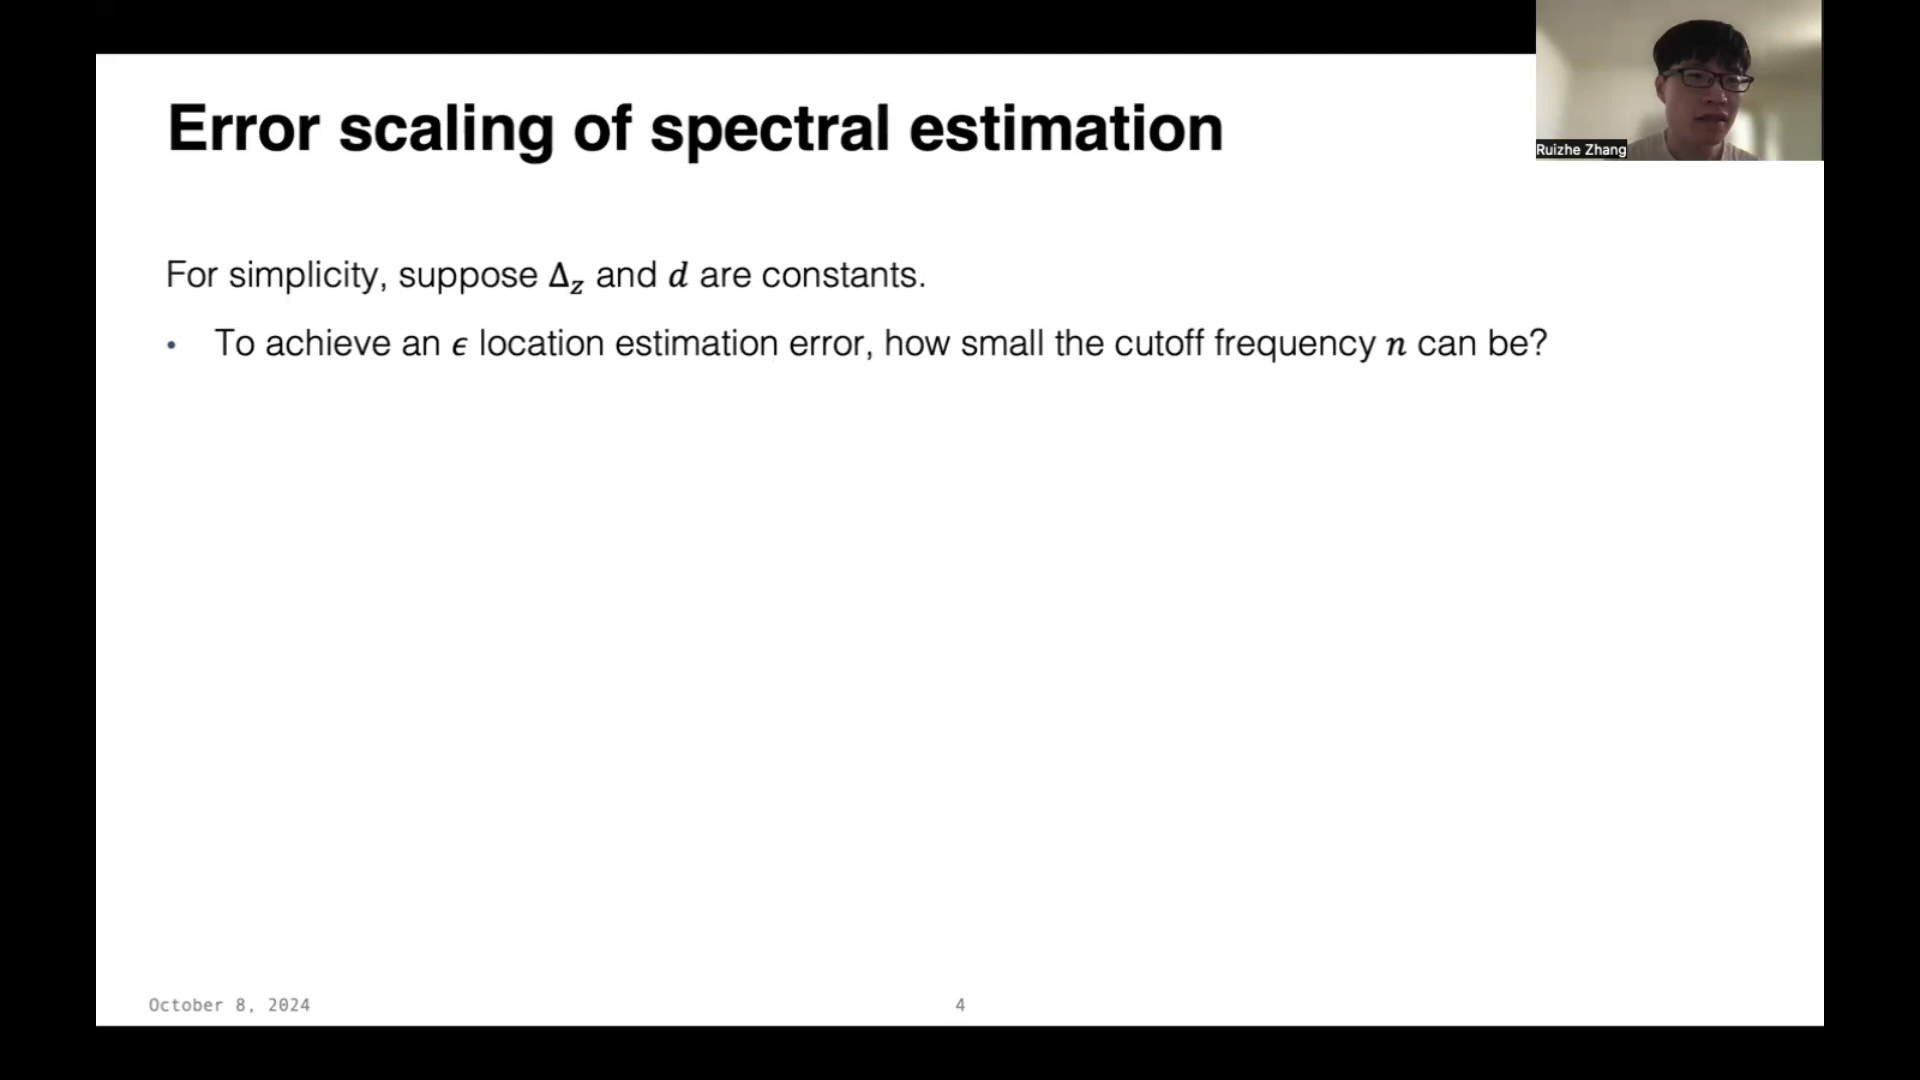 Error scaling of spectral estimation
Ruizhe Zhang
For simplicity, suppose Δ_z and d are constants.
• To achieve an ϵ location estimation error, how small the cutoff frequency n can be?
October 8, 2024
4